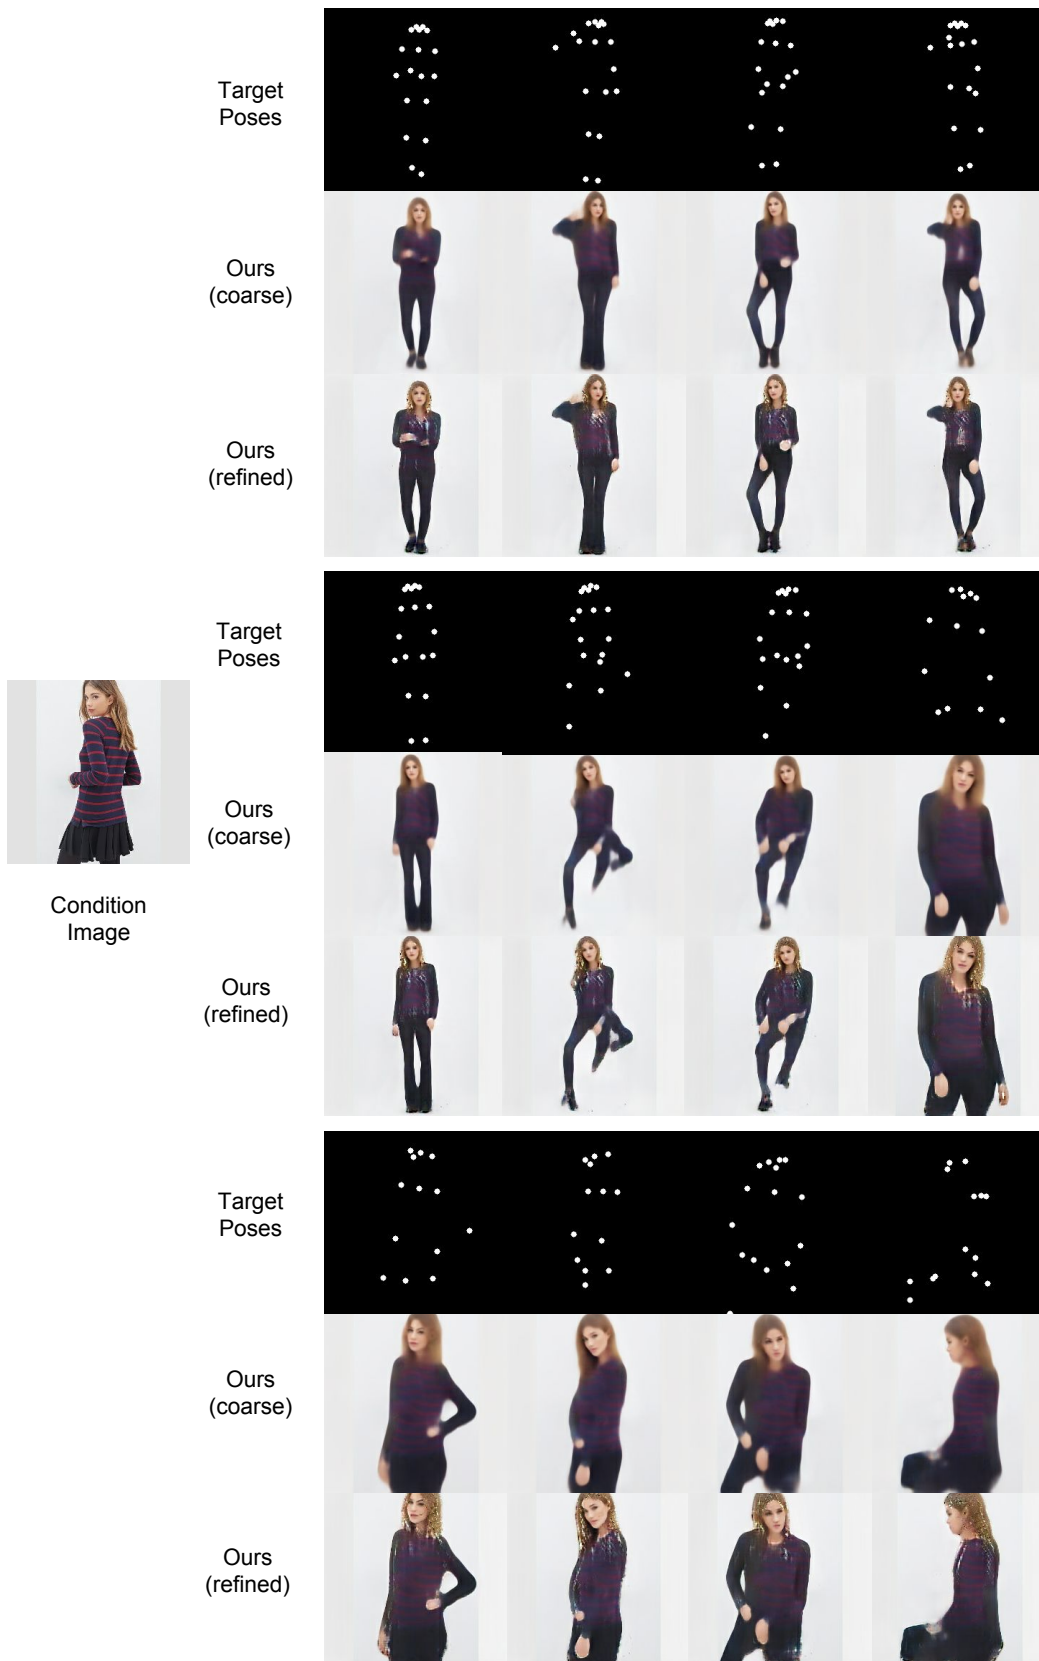 Target
Poses
Ours
(coarse)
Ours
(refined)
Target
Poses
Ours
(coarse)
Condition
Image
Ours
(refined)
Target
Poses
Ours
(coarse)
Ours
(refined)